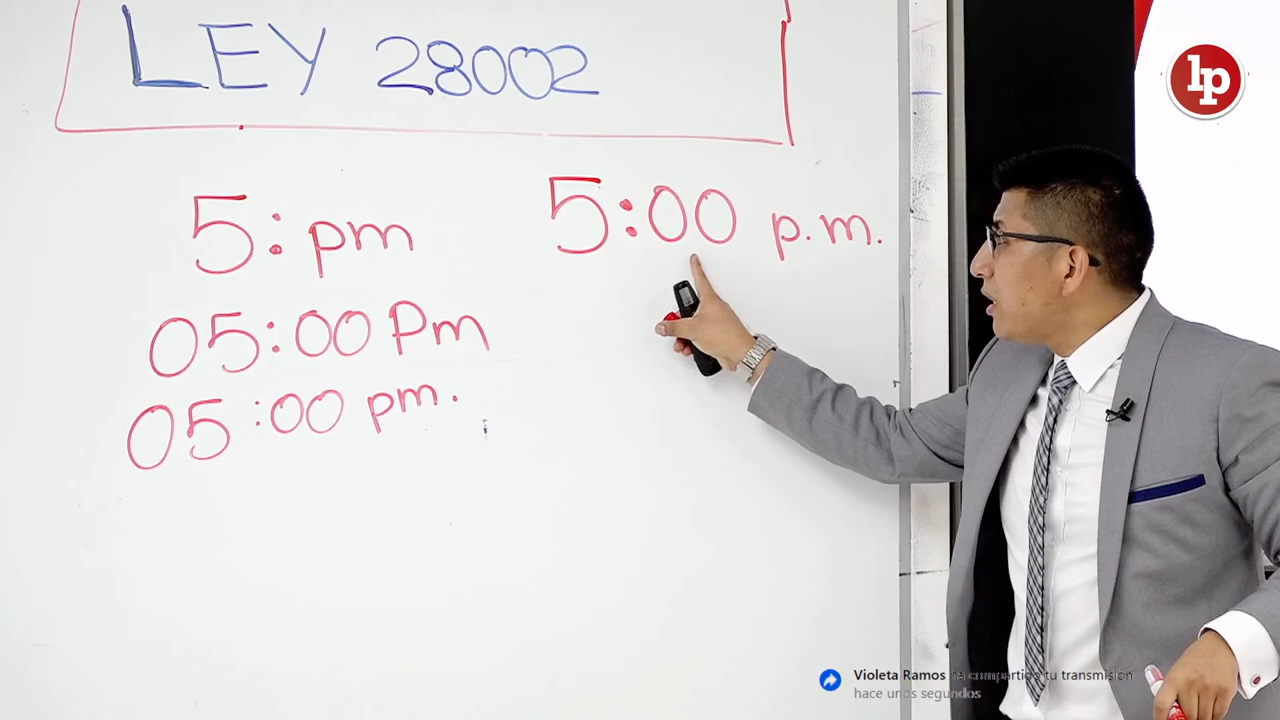 LEY 28002
5: pm
5:00 p.m.
05:00 Pm
05:00 pm.
lp
Violeta Ramos ha compartido tu transmisión
hace unos segundos